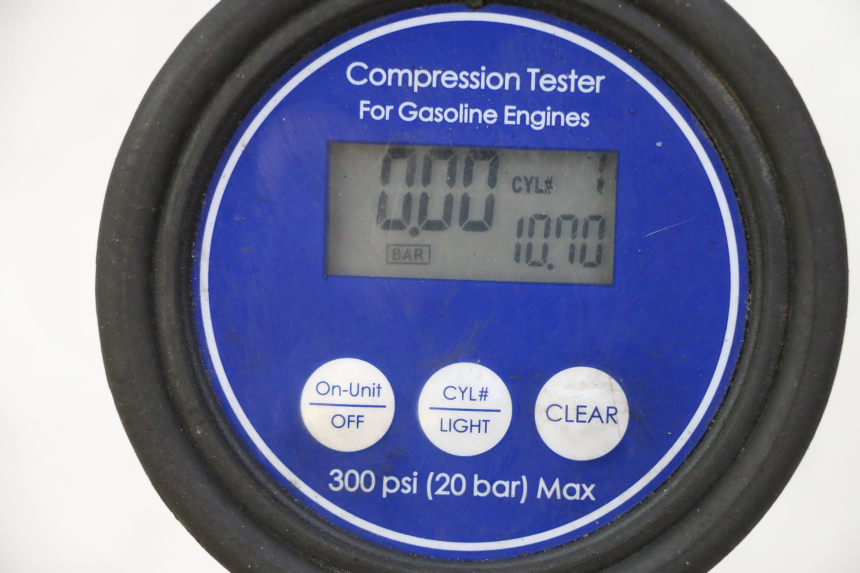 Compression Tester
For Gasoline Engines
0.00 CYL# 1
BAR 10.70
On-Unit CYL# CLEAR
OFF LIGHT
300 psi (20 bar) Max